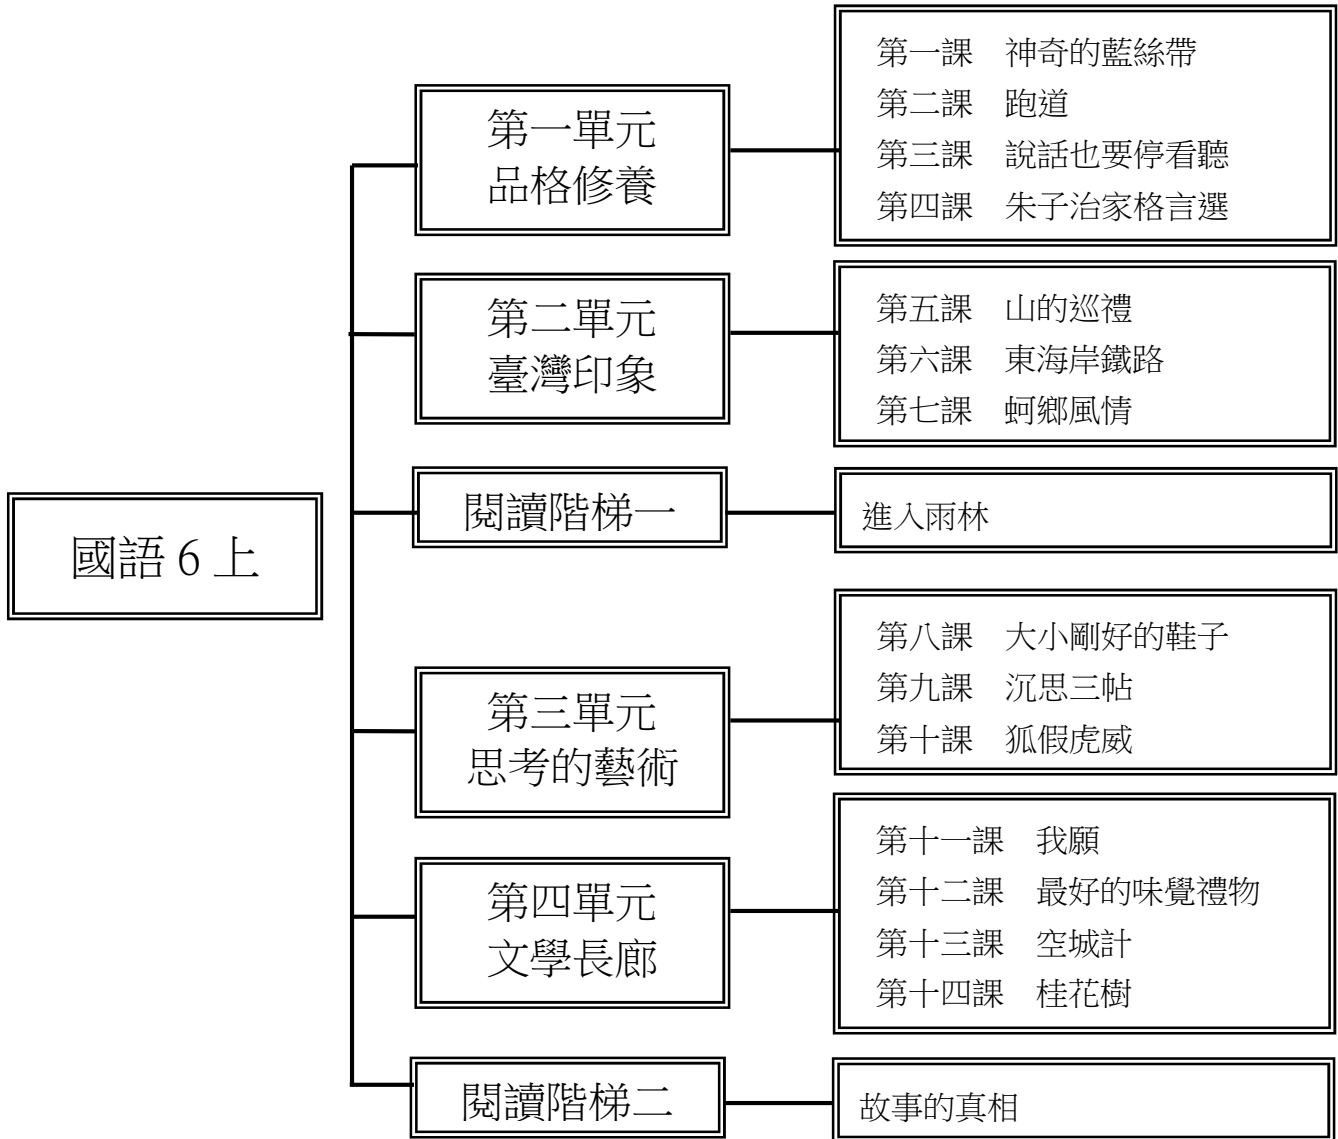 國語 6 上
第一單元
品格修養
第一課　神奇的藍絲帶
第二課　跑道
第三課　說話也要停看聽
第四課　朱子治家格言選
第二單元
臺灣印象
第五課　山的巡禮
第六課　東海岸鐵路
第七課　蚵鄉風情
閱讀階梯一
進入雨林
第三單元
思考的藝術
第八課　大小剛好的鞋子
第九課　沉思三帖
第十課　狐假虎威
第四單元
文學長廊
第十一課　我願
第十二課　最好的味覺禮物
第十三課　空城計
第十四課　桂花樹
閱讀階梯二
故事的真相